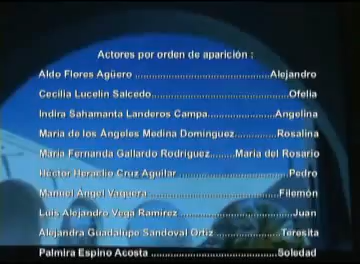 Actores por orden de aparición :
Aldo Flores Agüero ........................................Alejandro
Cecilia Lucelin Salcedo.........................................Ofelia
Indira Sahamanta Landeros Campa....................Angelina
Maria de los Ángeles Medina Dominguez.............Rosalina
Maria Fernanda Gallardo Rodríguez........Maria del Rosario
Héctor Heraclio Cruz Aguilar ..................................Pedro
Manuel Ángel Vaquera ........................................Filemón
Luis Alejandro Vega Ramirez ...................................Juan
Alejandra Guadalupe Sandoval Ortiz ....................Teresita
Palmira Espino Acosta .......................................Soledad